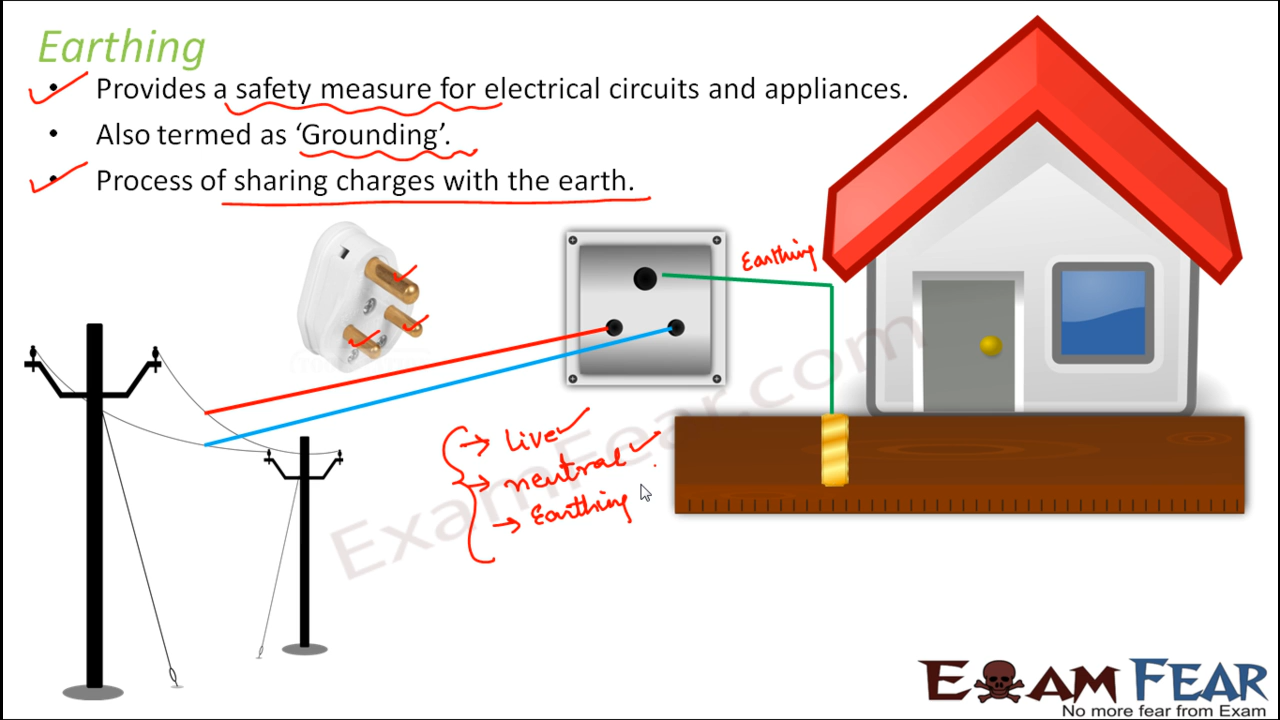 Earthing
• Provides a safety measure for electrical circuits and appliances.
• Also termed as ‘Grounding’.
• Process of sharing charges with the earth.
Earthing
→ Live
→ neutral
→ Earthing
ExamFear.com
EXAM FEAR
No more fear from Exam